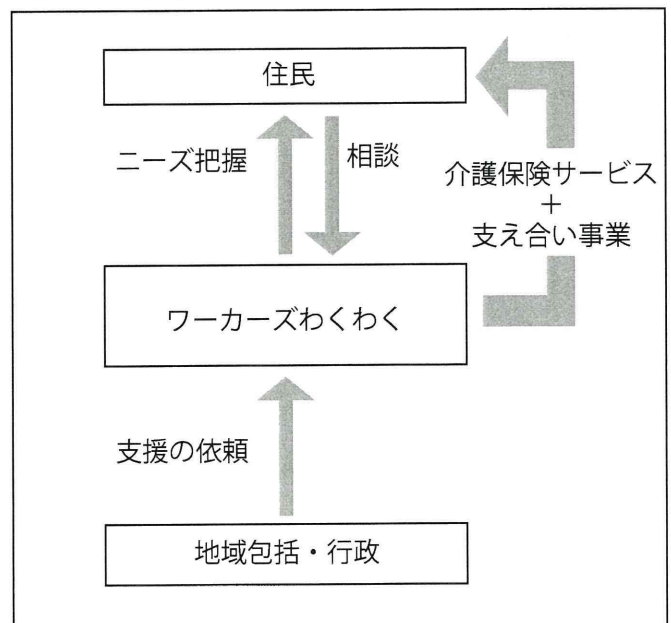 住民
ニーズ把握
相談
介護保険サービス
+
支え合い事業
ワーカーズわくわく
支援の依頼
地域包括・行政